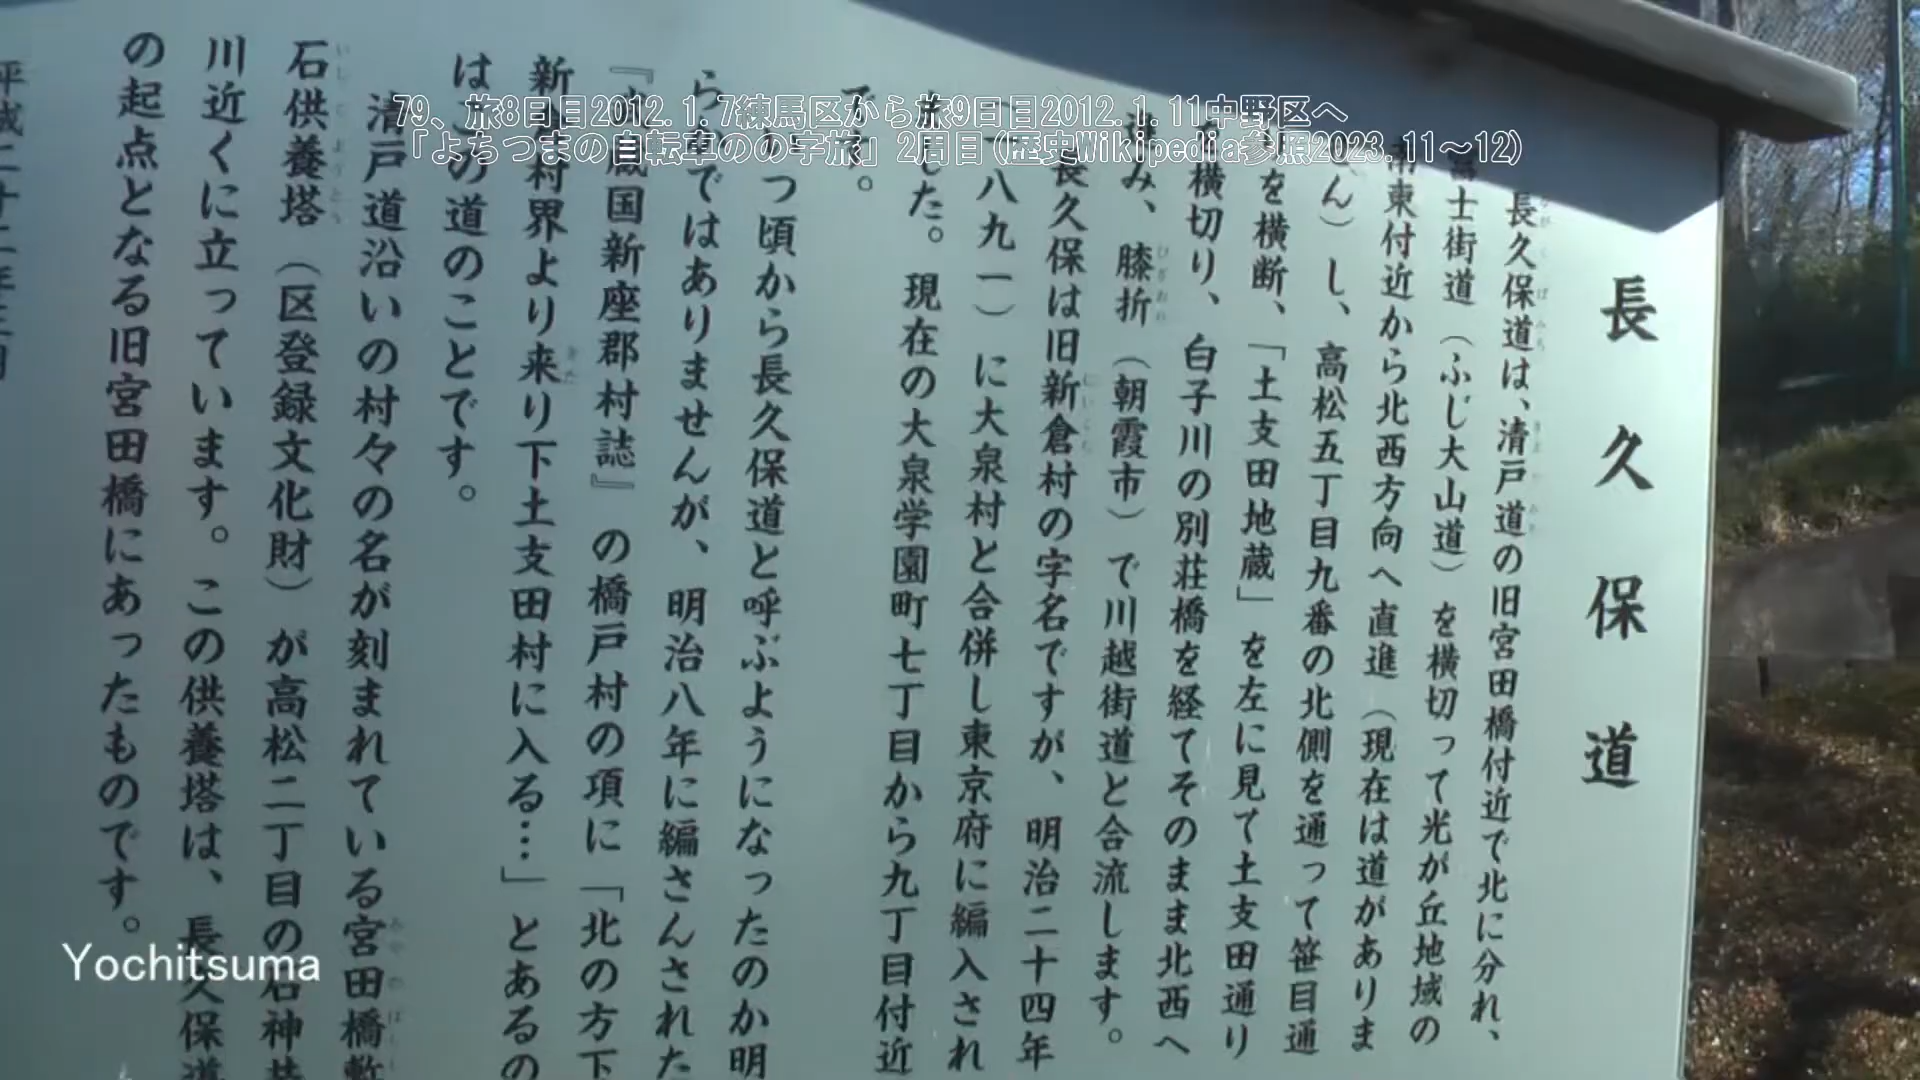 79、旅8日目2012.1.7練馬区から旅9日目2012.1.11中野区へ
「よちつまの自転車のの字旅」2周目(歴史Wikipedia参照2023.11～12)
長久保道
長久保道は、清戸道の旧宮田橋付近で北に分れ、
富士街道（ふじ大山道）を横切って光が丘地域の
南東付近から北西方向へ直進（現在は道がありま
ん）し、高松五丁目九番の北側を通って笹目通
を横断、「土支田地蔵」を左に見て土支田通り
横切り、白子川の別荘橋を経てそのまま北西へ
み、膝折（朝霞市）で川越街道と合流します。
長久保は旧新倉村の字名ですが、明治二十四年
八九一）に大泉村と合併し東京府に編入され
した。現在の大泉学園町七丁目から九丁目付近
です。
つ頃から長久保道と呼ぶようになったのか明
らかではありませんが、明治八年に編さんされた
蔵国新座郡村誌』の橋戸村の項に「北の方下
新倉村界より来り下土支田村に入る…」とあるの
はこの道のことです。
清戸道沿いの村々の名が刻まれている宮田橋敷
石供養塔（区登録文化財）が高松二丁目の石神井
川近くに立っています。この供養塔は、長久保道
の起点となる旧宮田橋にあったものです。
平成二十二年三月
Yochitsuma